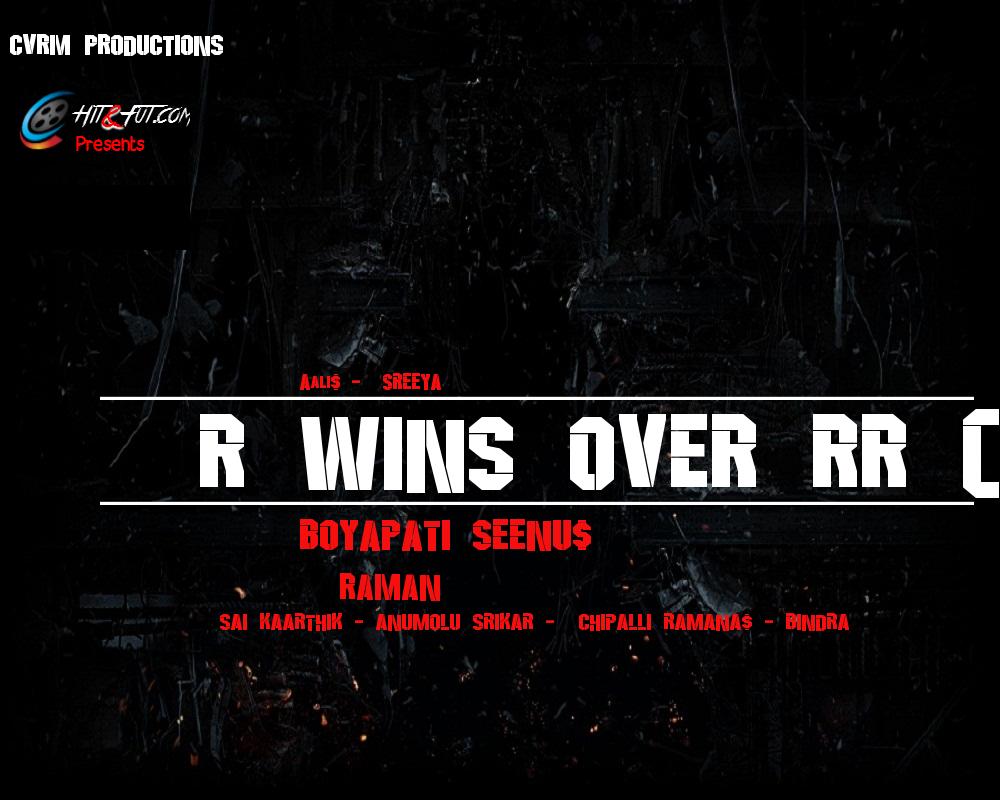 CVRIM PRODUCTIONS
HIT&FUT.COM
Presents
AALI$ - SREEYA
R WINS OVER RR
BOYAPATI SEENU$
RAMAN
SAI KAARTHIK - ANUMOLU SRIKAR - CHIPALLI RAMANA$ - BINDRA